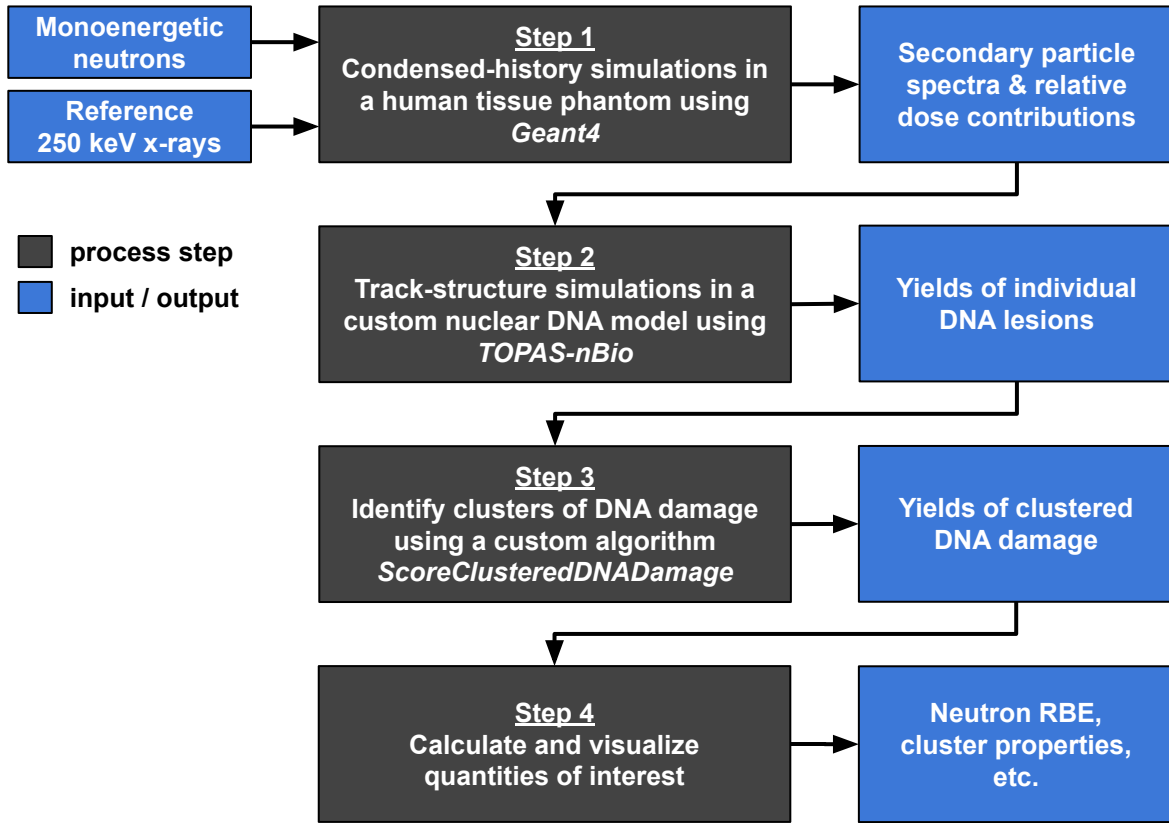 Monoenergetic
neutrons
Reference
250 keV x-rays
Step 1
Condensed-history simulations in
a human tissue phantom using
Geant4
Secondary particle
spectra & relative
dose contributions
process step
input / output
Step 2
Track-structure simulations in a
custom nuclear DNA model using
TOPAS-nBio
Yields of individual
DNA lesions
Step 3
Identify clusters of DNA damage
using a custom algorithm
ScoreClusteredDNADamage
Yields of clustered
DNA damage
Step 4
Calculate and visualize
quantities of interest
Neutron RBE,
cluster properties,
etc.